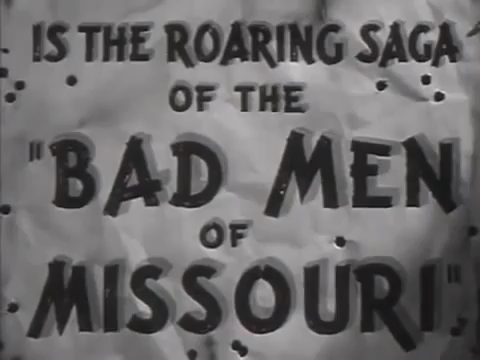 IS THE ROARING SAGA
OF THE
"BAD MEN
OF
MISSOURI"